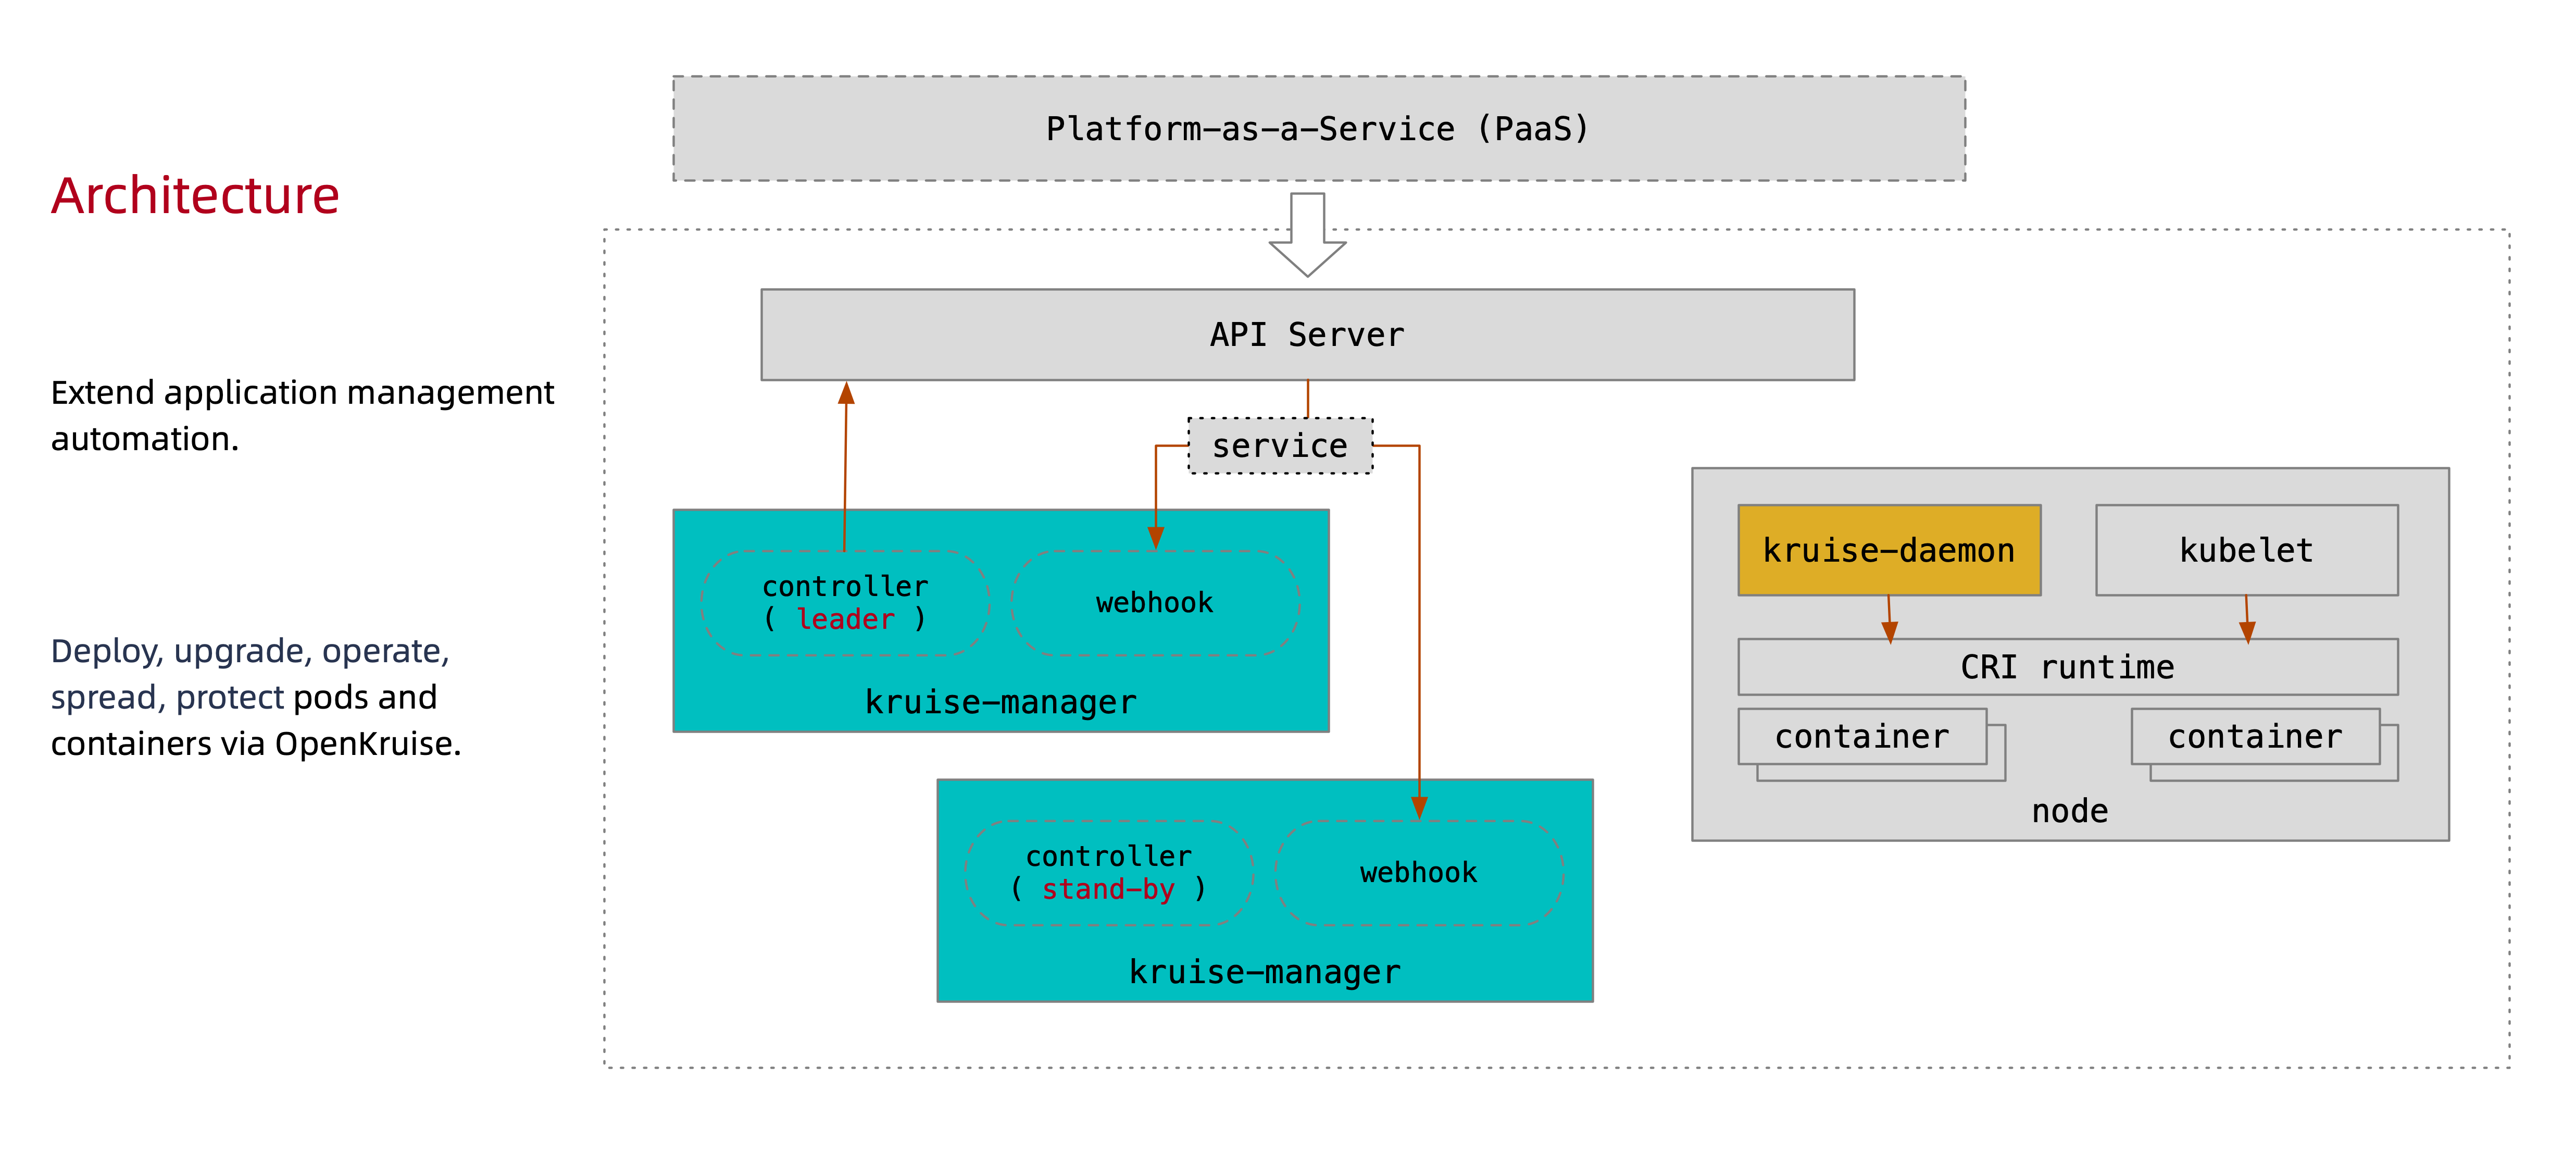 Architecture
Extend application management
automation.
Deploy, upgrade, operate,
spread, protect pods and
containers via OpenKruise.
Platform-as-a-Service (PaaS)
API Server
service
controller
( leader )
webhook
kruise-manager
controller
( stand-by )
webhook
kruise-manager
kruise-daemon
kubelet
CRI runtime
container
container
node